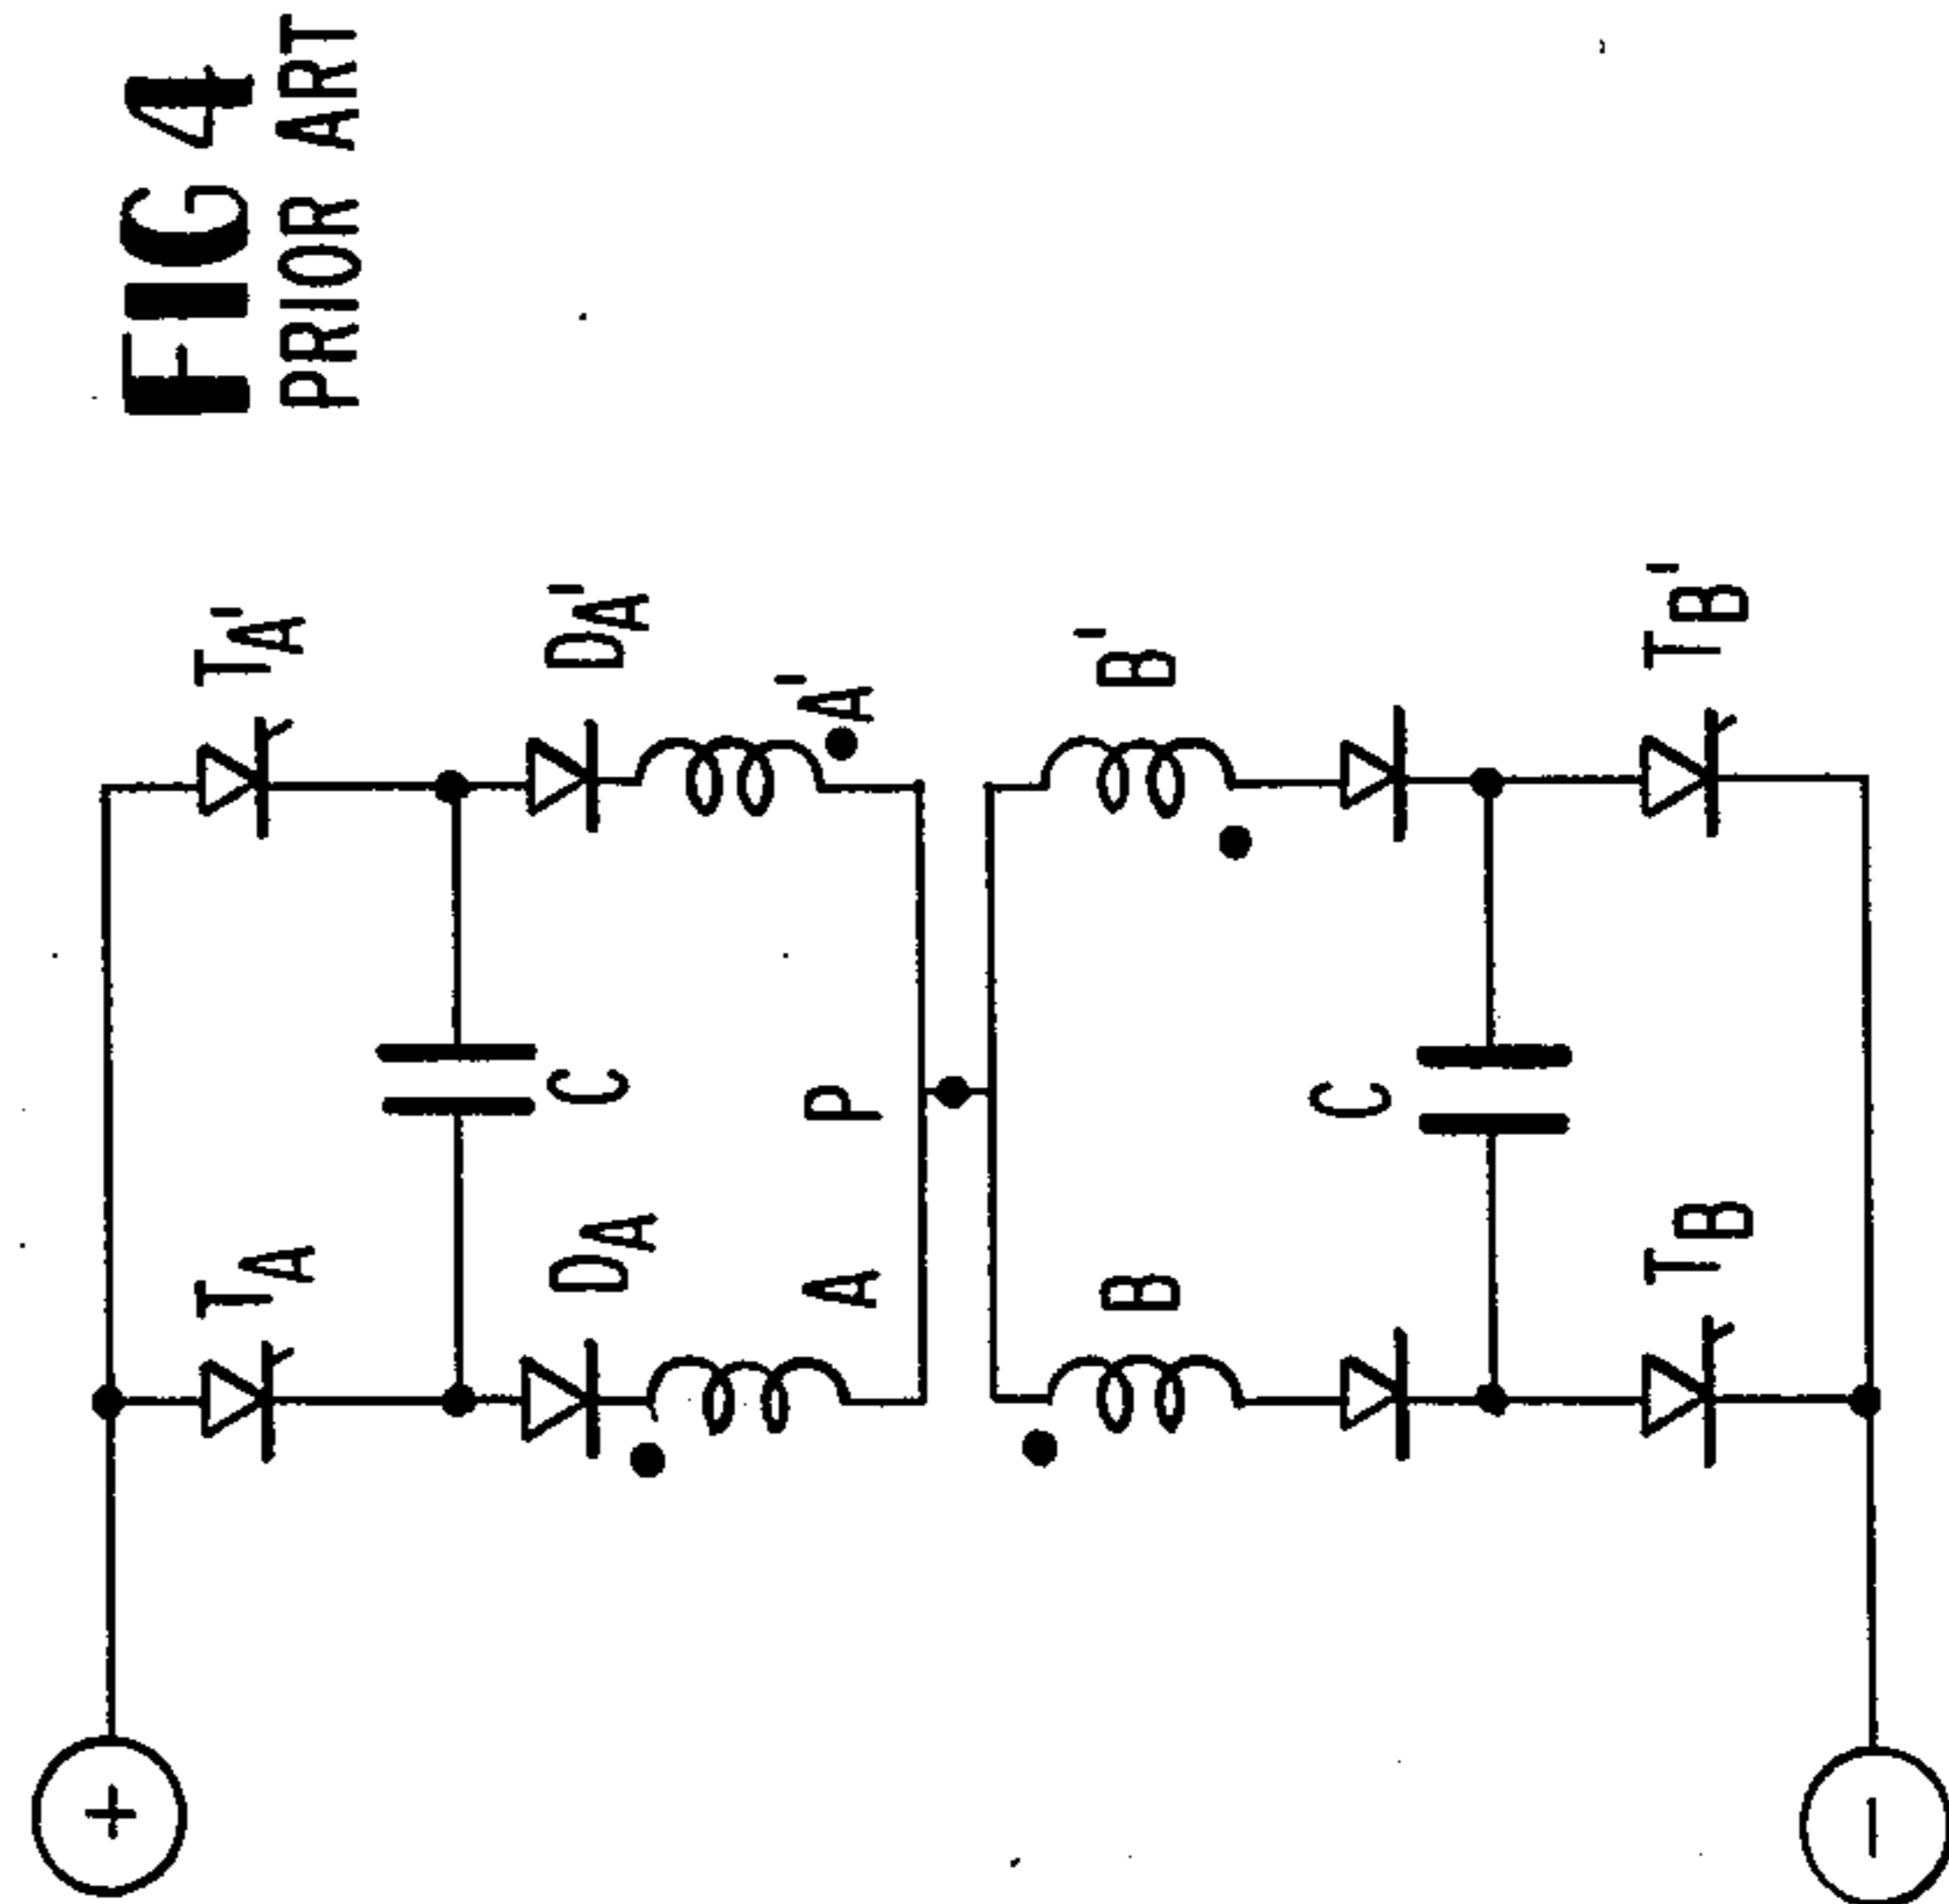 FIG 4
PRIOR ART
+
TA TA'
C
DA DA'
A A'
P
B B'
C
TB TB'
−